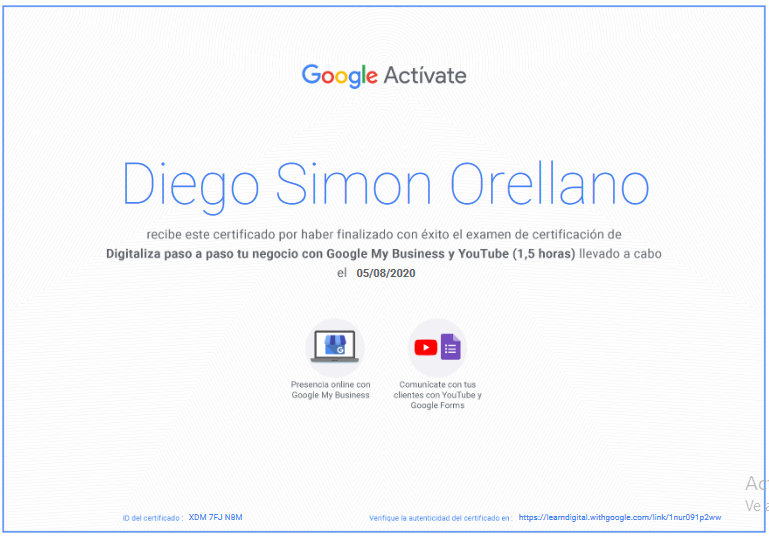 Google Actívate
Diego Simon Orellano
recibe este certificado por haber finalizado con éxito el examen de certificación de
Digitaliza paso a paso tu negocio con Google My Business y YouTube (1,5 horas) llevado a cabo
el 05/08/2020
Presencia online con
Google My Business
Comunícate con tus
clientes con YouTube y
Google Forms
Ac
Ve a
ID del certificado : XDM 7FJ N8M
Verifique la autenticidad del certificado en : https://learndigital.withgoogle.com/link/1nur091p2ww